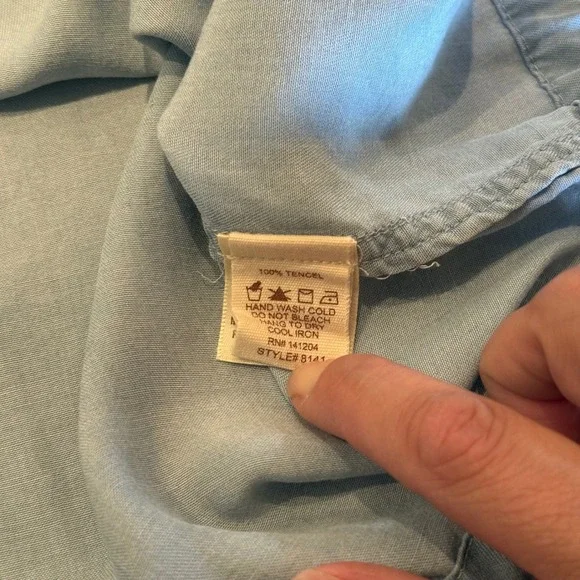 100% TENCEL
HAND WASH COLD
DO NOT BLEACH
HANG TO DRY
COOL IRON
RN# 141204
STYLE# 8141